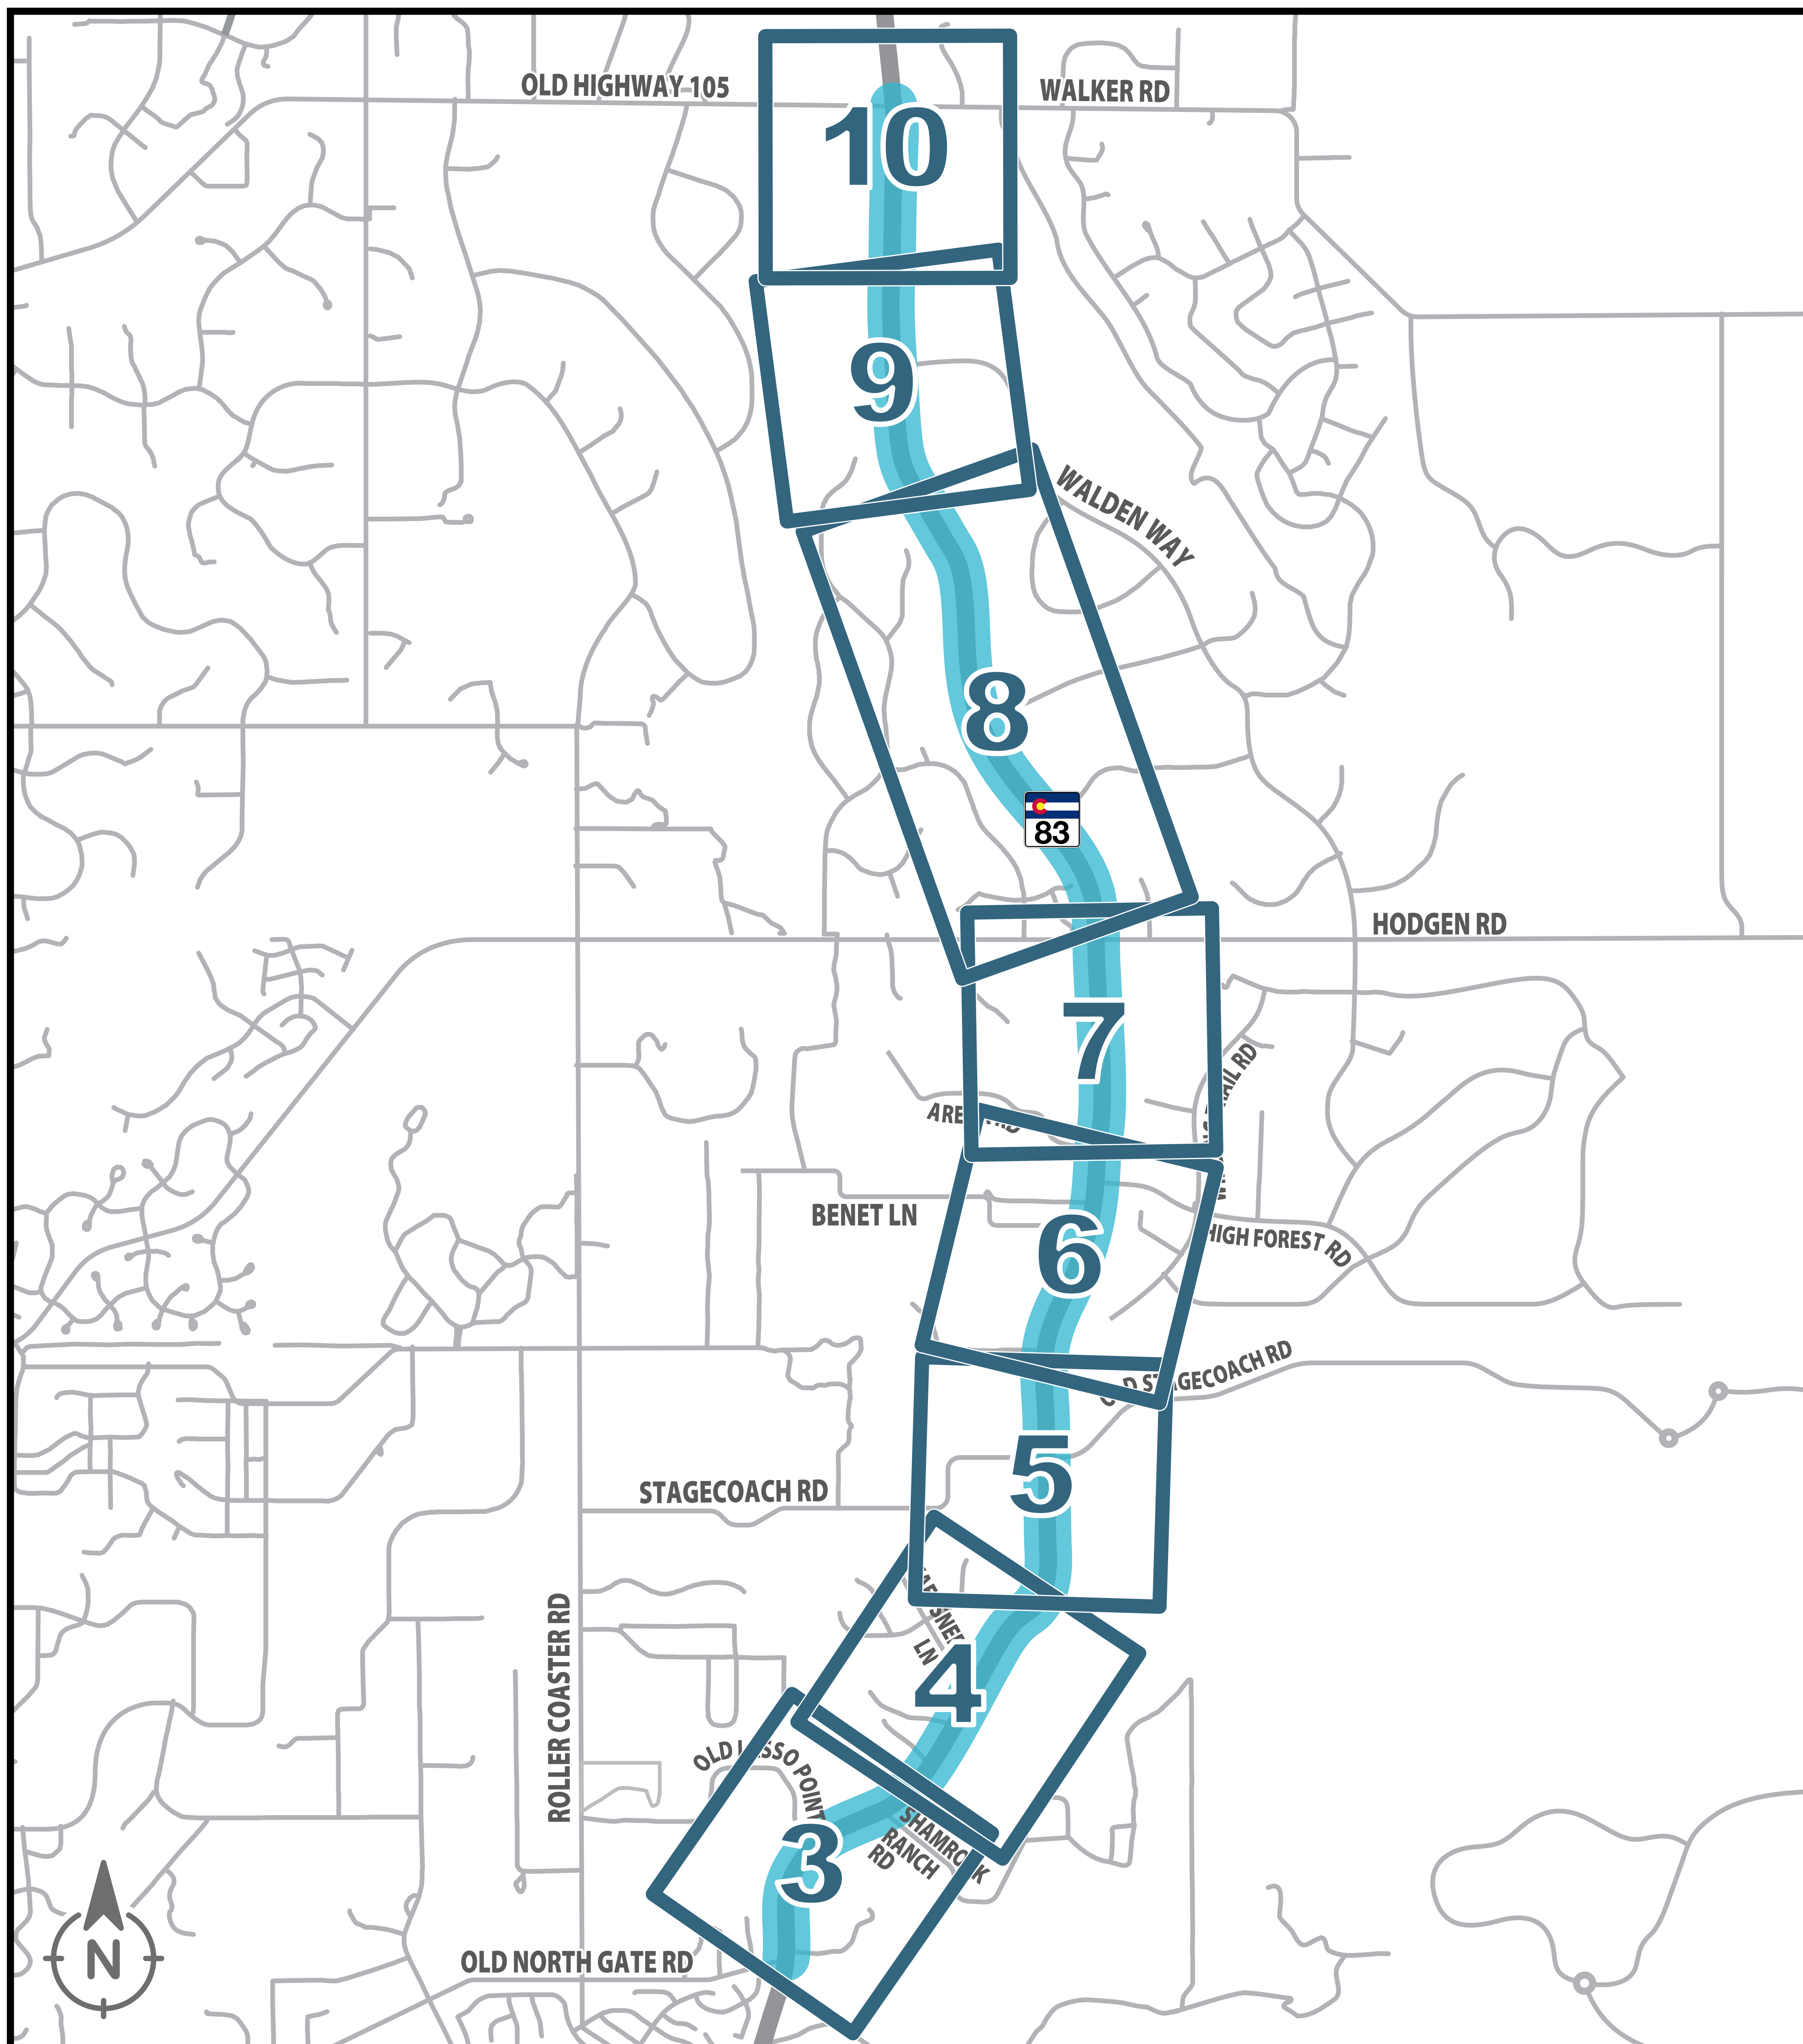 OLD HIGHWAY 105
WALKER RD
10
9
WALDEN WAY
8
83
HODGEN RD
7
6
BENET LN
HIGH FOREST RD
5
STAGECOACH RD
ROLLER COASTER RD
LN
4
POINT
3
SHAMROCK
RANCH
RD
N
OLD NORTH GATE RD